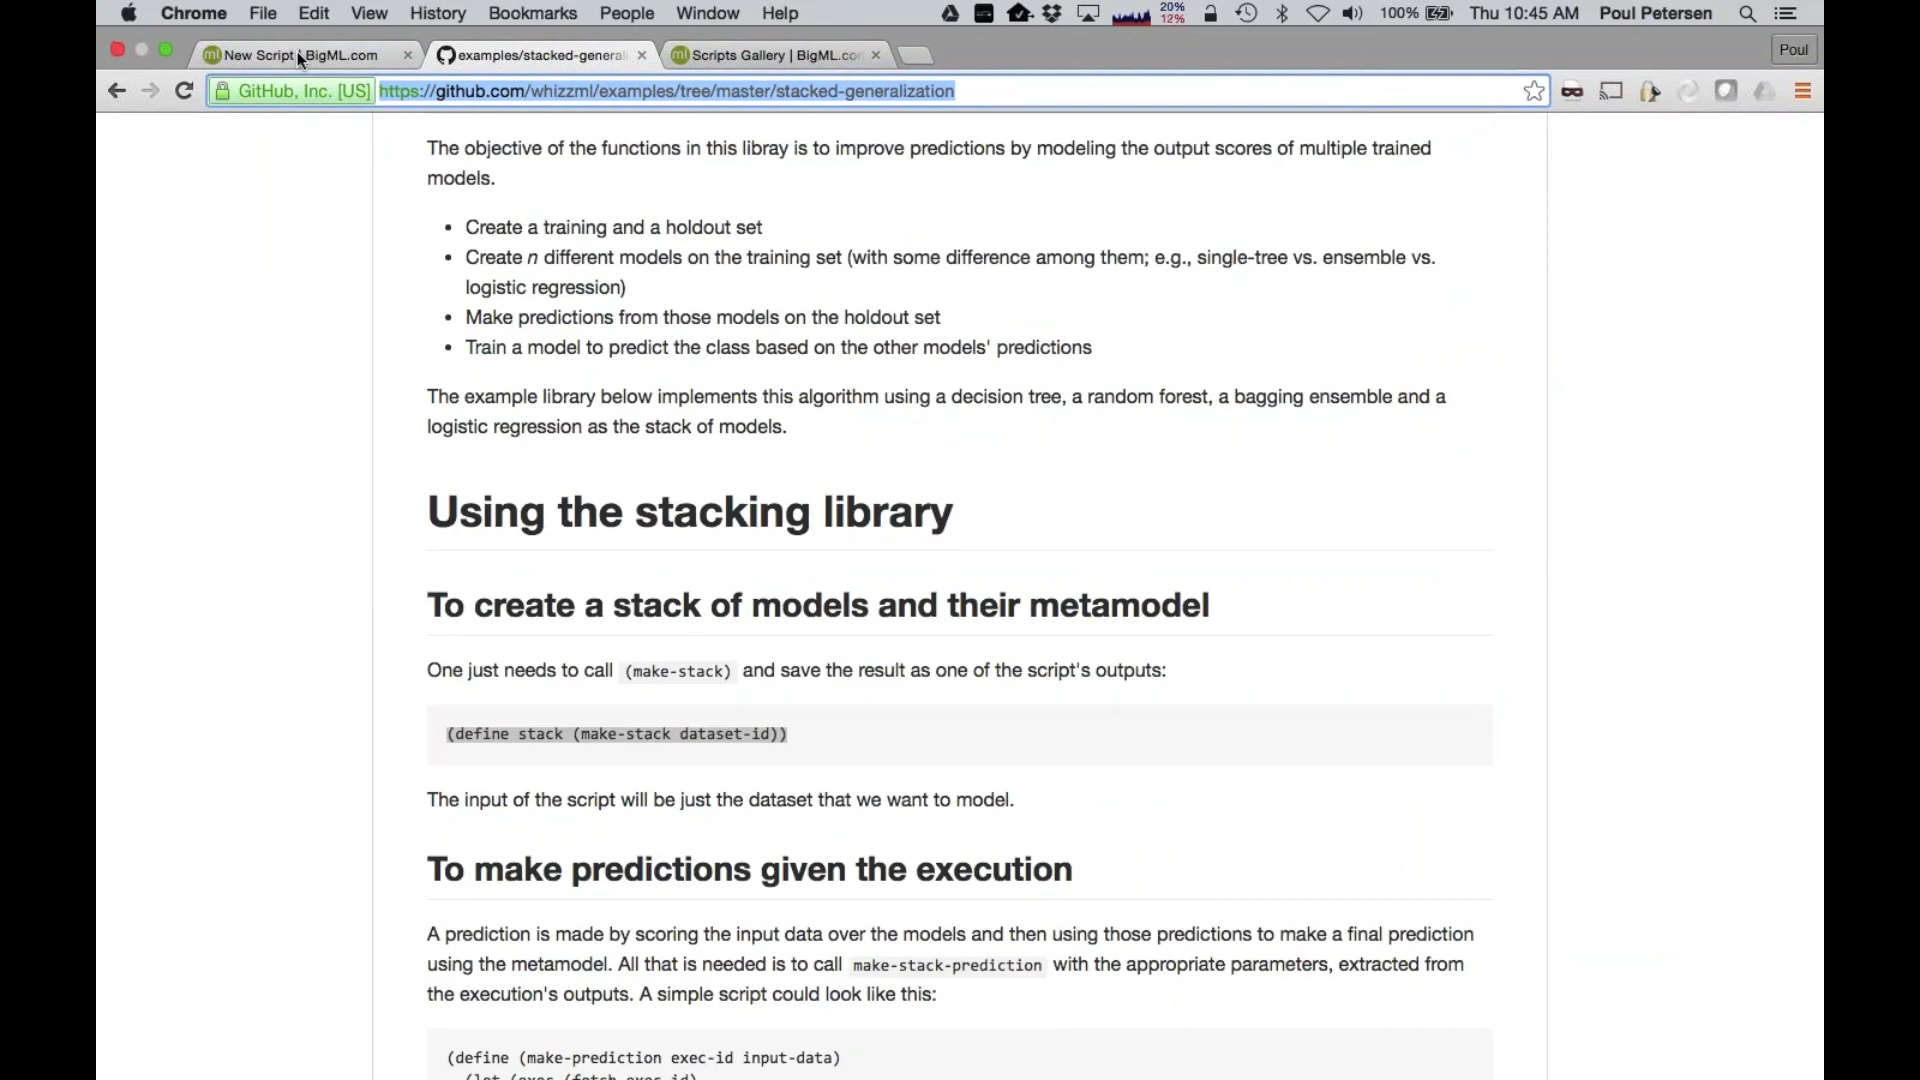 Chrome File Edit View History Bookmarks People Window Help 20% 12% 100% Thu 10:45 AM Poul Petersen
New Script | BigML.com examples/stacked-general Scripts Gallery | BigML.com Poul
GitHub, Inc. [US] https://github.com/whizzml/examples/tree/master/stacked-generalization
The objective of the functions in this libray is to improve predictions by modeling the output scores of multiple trained
models.
• Create a training and a holdout set
• Create n different models on the training set (with some difference among them; e.g., single-tree vs. ensemble vs.
logistic regression)
• Make predictions from those models on the holdout set
• Train a model to predict the class based on the other models' predictions
The example library below implements this algorithm using a decision tree, a random forest, a bagging ensemble and a
logistic regression as the stack of models.
Using the stacking library
To create a stack of models and their metamodel
One just needs to call (make-stack) and save the result as one of the script's outputs:
(define stack (make-stack dataset-id))
The input of the script will be just the dataset that we want to model.
To make predictions given the execution
A prediction is made by scoring the input data over the models and then using those predictions to make a final prediction
using the metamodel. All that is needed is to call make-stack-prediction with the appropriate parameters, extracted from
the execution's outputs. A simple script could look like this:
(define (make-prediction exec-id input-data)
(let (exec (fetch exec-id)